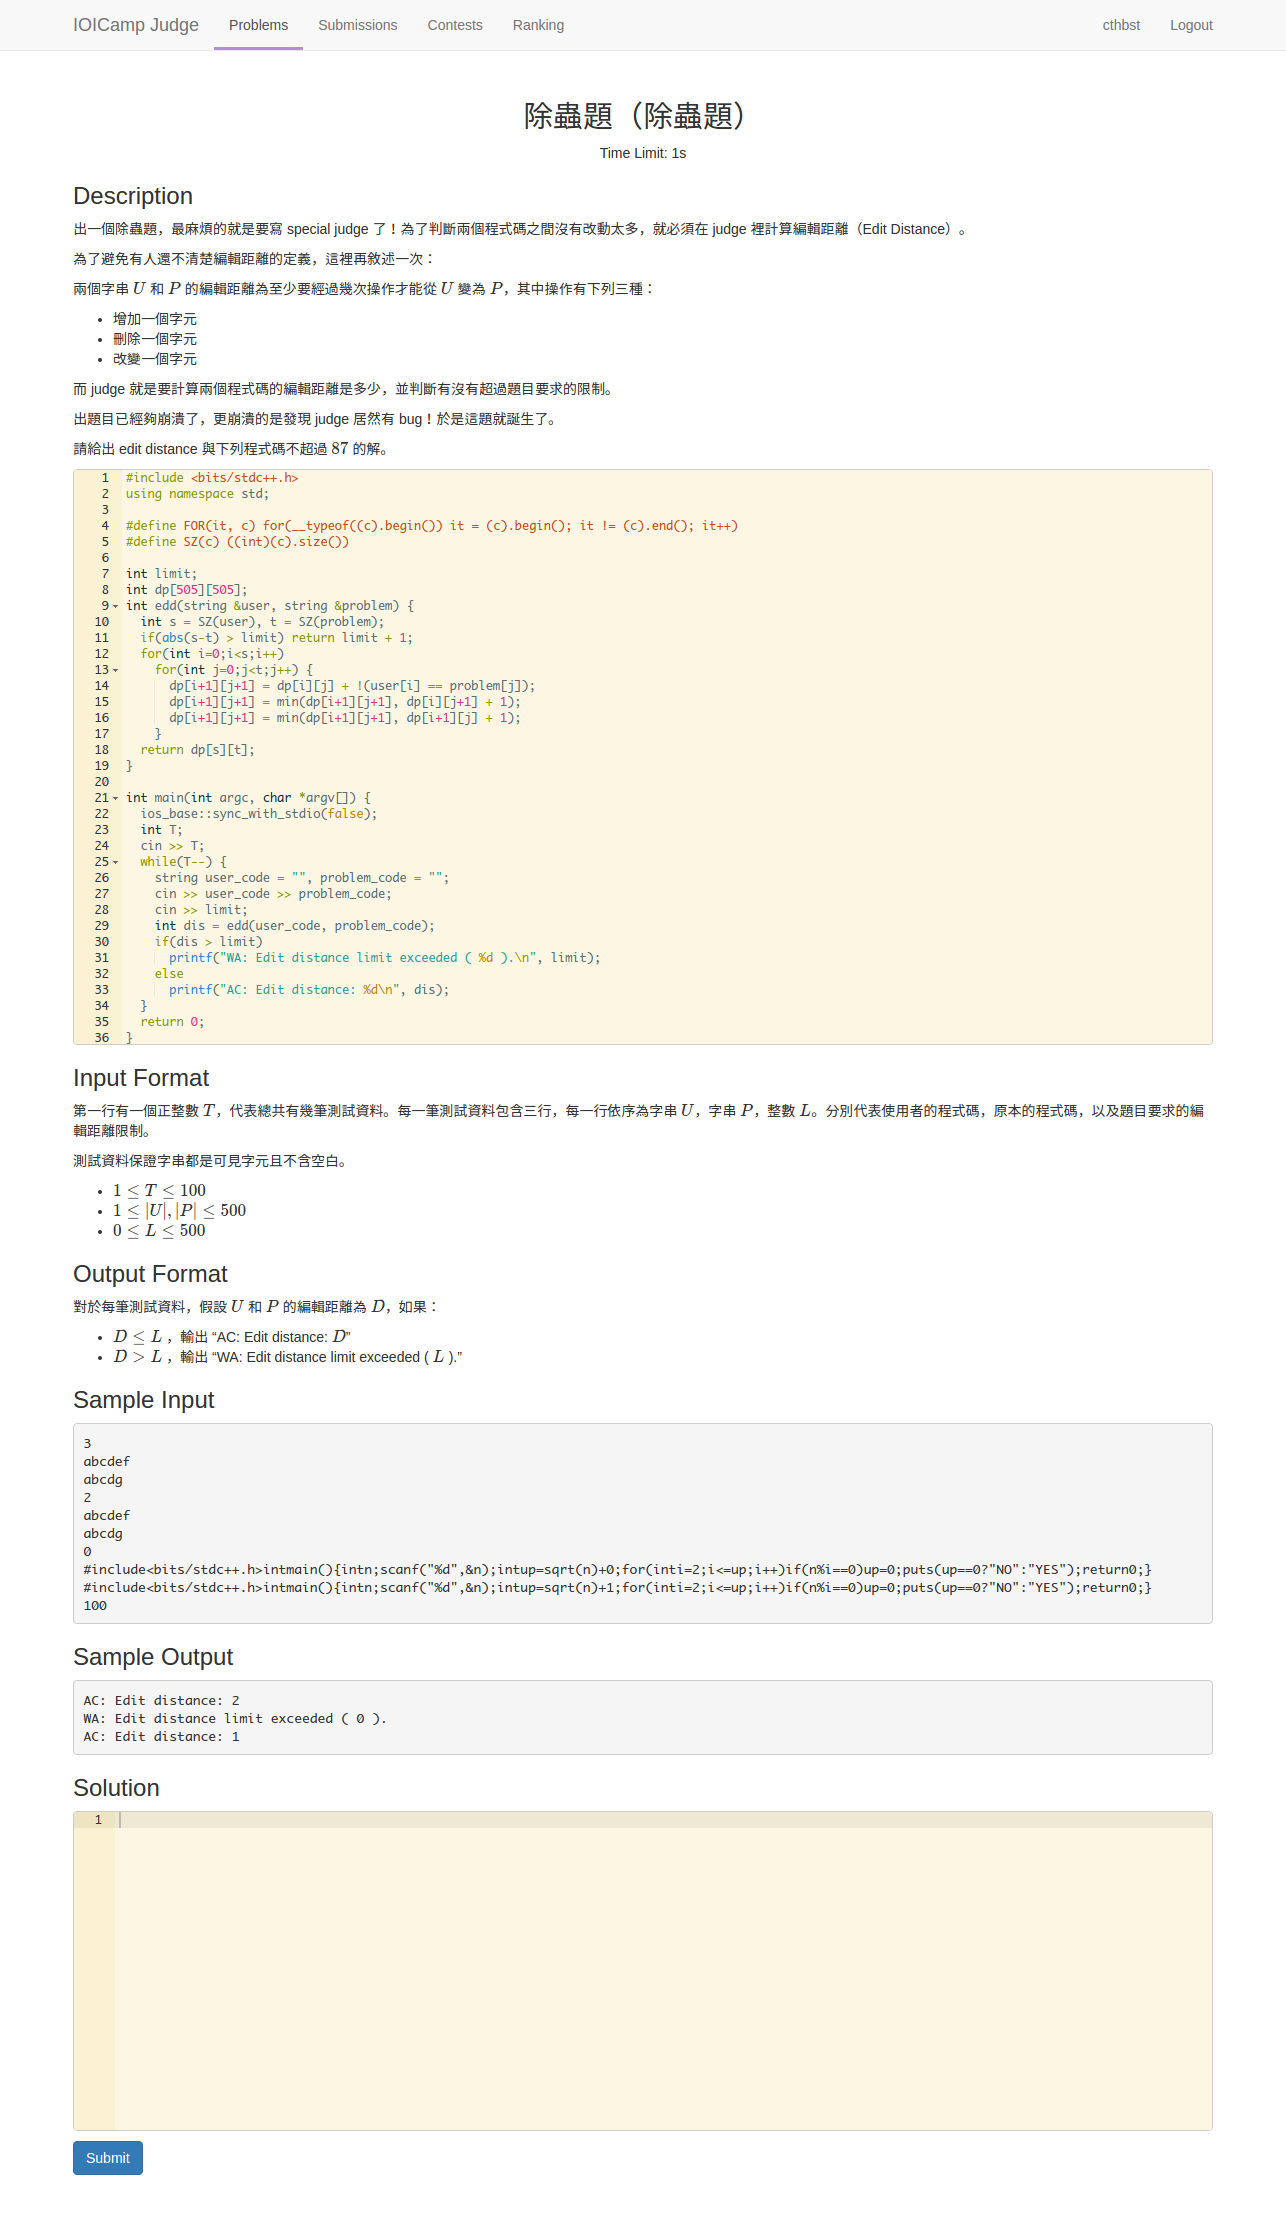 IOICamp Judge Problems Submissions Contests Ranking cthbst Logout
除蟲題（除蟲題）
Time Limit: 1s
Description
出一個除蟲題，最麻煩的就是要寫 special judge 了！為了判斷兩個程式碼之間沒有改動太多，就必須在 judge 裡計算編輯距離（Edit Distance）。
為了避免有人還不清楚編輯距離的定義，這裡再敘述一次：
兩個字串 U 和 P 的編輯距離為至少要經過幾次操作才能從 U 變為 P，其中操作有下列三種：
• 增加一個字元
• 刪除一個字元
• 改變一個字元
而 judge 就是要計算兩個程式碼的編輯距離是多少，並判斷有沒有超過題目要求的限制。
出題目已經夠崩潰了，更崩潰的是發現 judge 居然有 bug！於是這題就誕生了。
請給出 edit distance 與下列程式碼不超過 87 的解。
1 #include <bits/stdc++.h>
2 using namespace std;
3
4 #define FOR(it, c) for(__typeof((c).begin()) it = (c).begin(); it != (c).end(); it++)
5 #define SZ(c) ((int)(c).size())
6
7 int limit;
8 int dp[505][505];
9 int edd(string &user, string &problem) {
10   int s = SZ(user), t = SZ(problem);
11   if(abs(s-t) > limit) return limit + 1;
12   for(int i=0;i<s;i++)
13     for(int j=0;j<t;j++) {
14       dp[i+1][j+1] = dp[i][j] + !(user[i] == problem[j]);
15       dp[i+1][j+1] = min(dp[i+1][j+1], dp[i][j+1] + 1);
16       dp[i+1][j+1] = min(dp[i+1][j+1], dp[i+1][j] + 1);
17     }
18   return dp[s][t];
19 }
20
21 int main(int argc, char *argv[]) {
22   ios_base::sync_with_stdio(false);
23   int T;
24   cin >> T;
25   while(T--) {
26     string user_code = "", problem_code = "";
27     cin >> user_code >> problem_code;
28     cin >> limit;
29     int dis = edd(user_code, problem_code);
30     if(dis > limit)
31       printf("WA: Edit distance limit exceeded ( %d ).\n", limit);
32     else
33       printf("AC: Edit distance: %d\n", dis);
34   }
35   return 0;
36 }
Input Format
第一行有一個正整數 T，代表總共有幾筆測試資料。每一筆測試資料包含三行，每一行依序為字串 U，字串 P，整數 L。分別代表使用者的程式碼，原本的程式碼，以及題目要求的編
輯距離限制。
測試資料保證字串都是可見字元且不含空白。
• 1 ≤ T ≤ 100
• 1 ≤ |U|, |P| ≤ 500
• 0 ≤ L ≤ 500
Output Format
對於每筆測試資料，假設 U 和 P 的編輯距離為 D，如果：
• D ≤ L ，輸出 “AC: Edit distance: D”
• D > L ，輸出 “WA: Edit distance limit exceeded ( L ).”
Sample Input
3
abcdef
abcdg
2
abcdef
abcdg
0
#include<bits/stdc++.h>intmain(){intn;scanf("%d",&n);intup=sqrt(n)+0;for(inti=2;i<=up;i++)if(n%i==0)up=0;puts(up==0?"NO":"YES");return0;}
#include<bits/stdc++.h>intmain(){intn;scanf("%d",&n);intup=sqrt(n)+1;for(inti=2;i<=up;i++)if(n%i==0)up=0;puts(up==0?"NO":"YES");return0;}
100
Sample Output
AC: Edit distance: 2
WA: Edit distance limit exceeded ( 0 ).
AC: Edit distance: 1
Solution
1
Submit